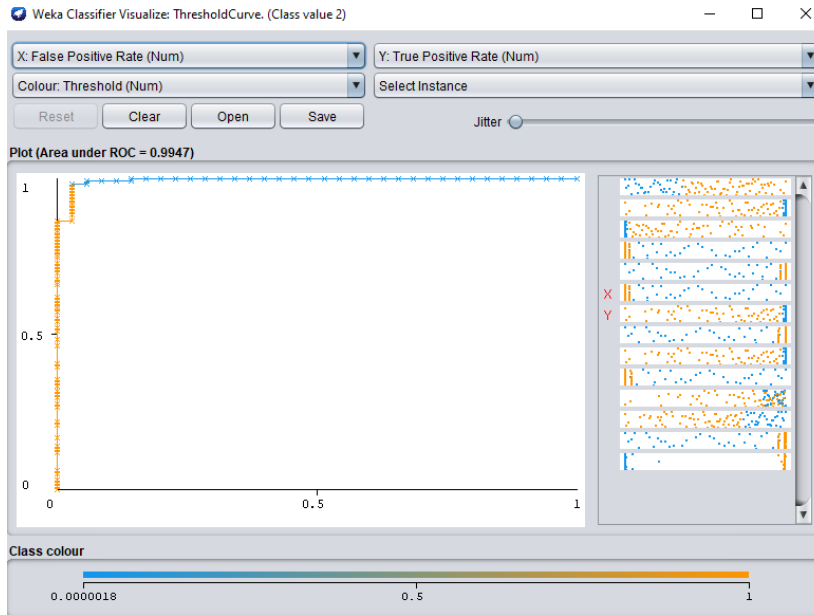 Weka Classifier Visualize: ThresholdCurve. (Class value 2)
X: False Positive Rate (Num) Y: True Positive Rate (Num)
Colour: Threshold (Num) Select Instance
Reset Clear Open Save Jitter
Plot (Area under ROC = 0.9947)
1
X
Y
0.5
0
0 0.5 1
Class colour
0.0000018 0.5 1